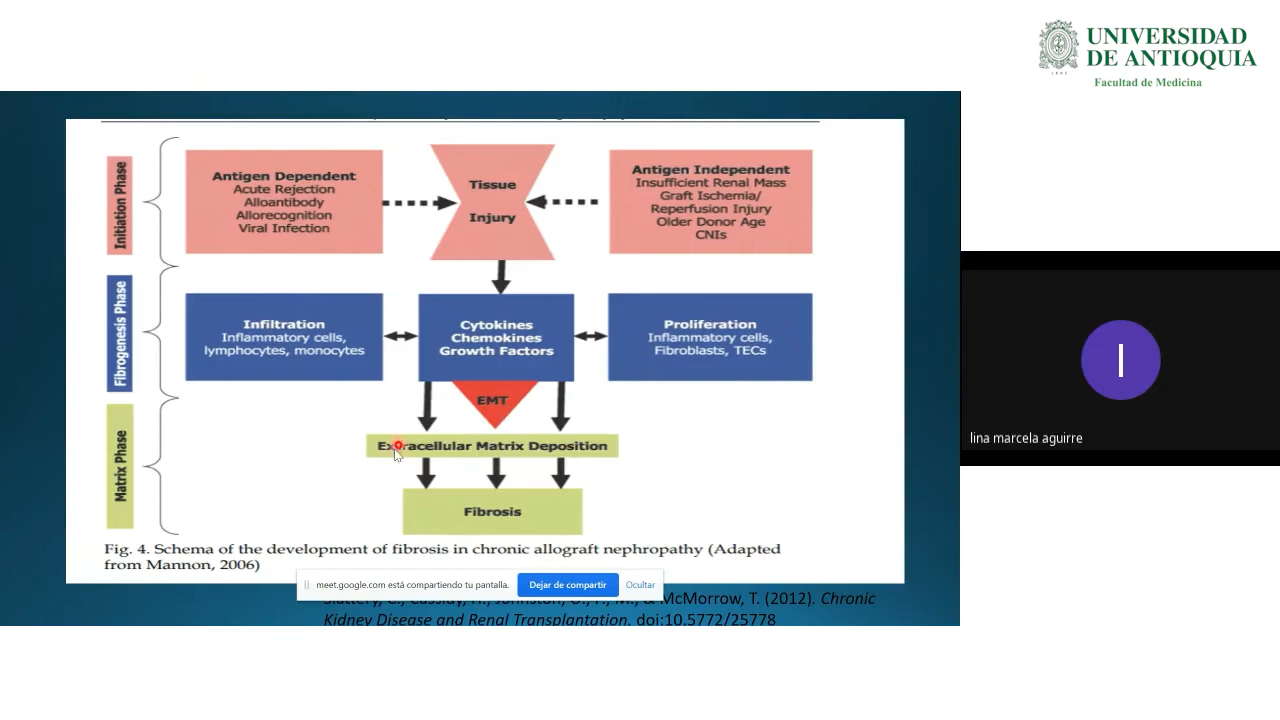 UNIVERSIDAD
DE ANTIOQUIA
1803
Facultad de Medicina
Initiation Phase
Antigen Dependent
Acute Rejection
Alloantibody
Allorecognition
Viral Infection
Tissue
Injury
Antigen Independent
Insufficient Renal Mass
Graft Ischemia/
Reperfusion Injury
Older Donor Age
CNIs
Fibrogenesis Phase
Infiltration
Inflammatory cells,
lymphocytes, monocytes
Cytokines
Chemokines
Growth Factors
Proliferation
Inflammatory cells,
Fibroblasts, TECs
EMT
Matrix Phase
Extracellular Matrix Deposition
Fibrosis
Fig. 4. Schema of the development of fibrosis in chronic allograft nephropathy (Adapted
from Mannon, 2006)
meet.google.com está compartiendo tu pantalla.
Dejar de compartir
Ocultar
McMorrow, T. (2012). Chronic
Kidney Disease and Renal Transplantation. doi:10.5772/25778
I
lina marcela aguirre